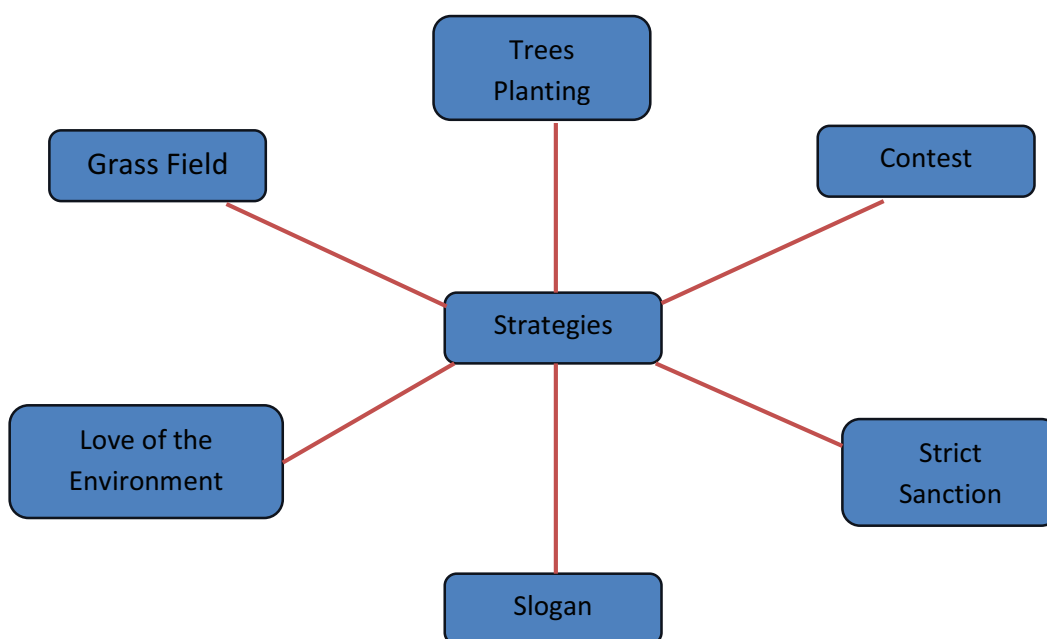 Trees
Planting
Grass Field
Contest
Strategies
Love of the
Environment
Strict
Sanction
Slogan